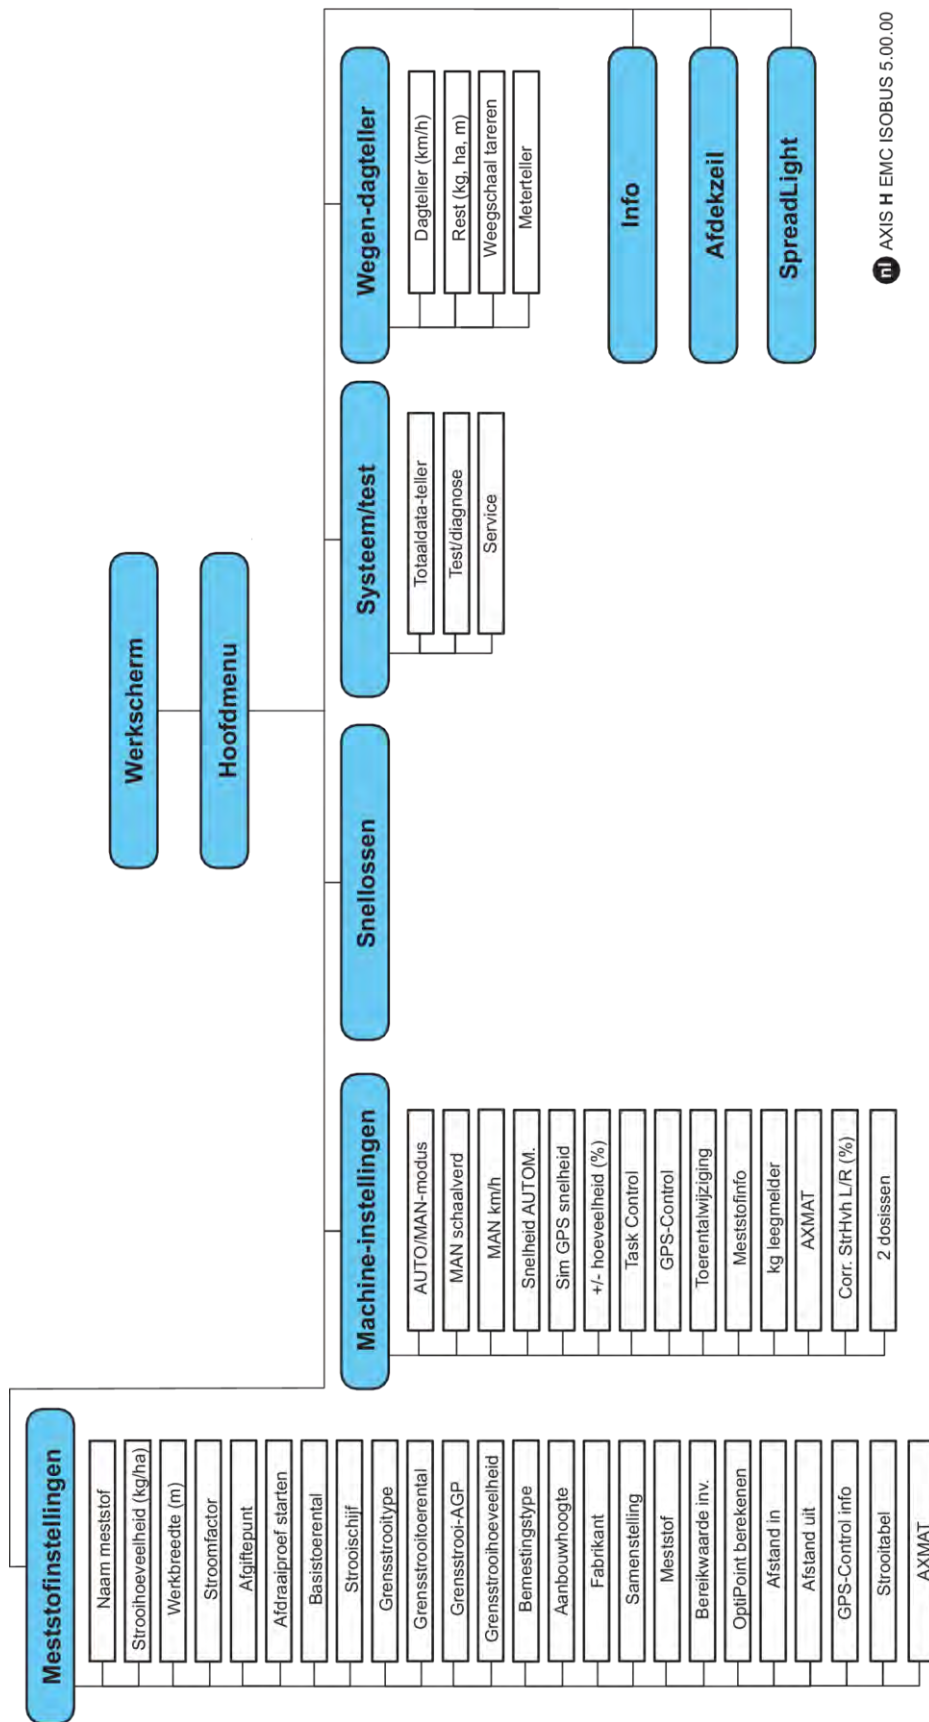 Werkscherm
Hoofdmenu
Meststofinstellingen
Naam meststof
Strooihoeveelheid (kg/ha)
Werkbreedte (m)
Stroomfactor
Afgiftepunt
Afdraaiproef starten
Basistoerental
Strooischijf
Grensstrooitype
Grensstrooitoerental
Grensstrooi-AGP
Grensstrooihoeveelheid
Bemestingstype
Aanbouwhoogte
Fabrikant
Samenstelling
Meststof
Bereikwaarde inv.
OptiPoint berekenen
Afstand in
Afstand uit
GPS-Control info
Strooitabel
AXMAT
Machine-instellingen
AUTO/MAN-modus
MAN schaalverd
MAN km/h
Snelheid AUTOM.
Sim GPS snelheid
+/- hoeveelheid (%)
Task Control
GPS-Control
Toerentalwijziging
Meststofinfo
kg leegmelder
AXMAT
Corr. StrHvh L/R (%)
2 dosissen
Snellossen
Systeem/test
Totaaldata-teller
Test/diagnose
Service
Wegen-dagteller
Dagteller (km/h)
Rest (kg, ha, m)
Weegschaal tareren
Meterteller
Info
Afdekzeil
SpreadLight
nl AXIS H EMC ISOBUS 5.00.00